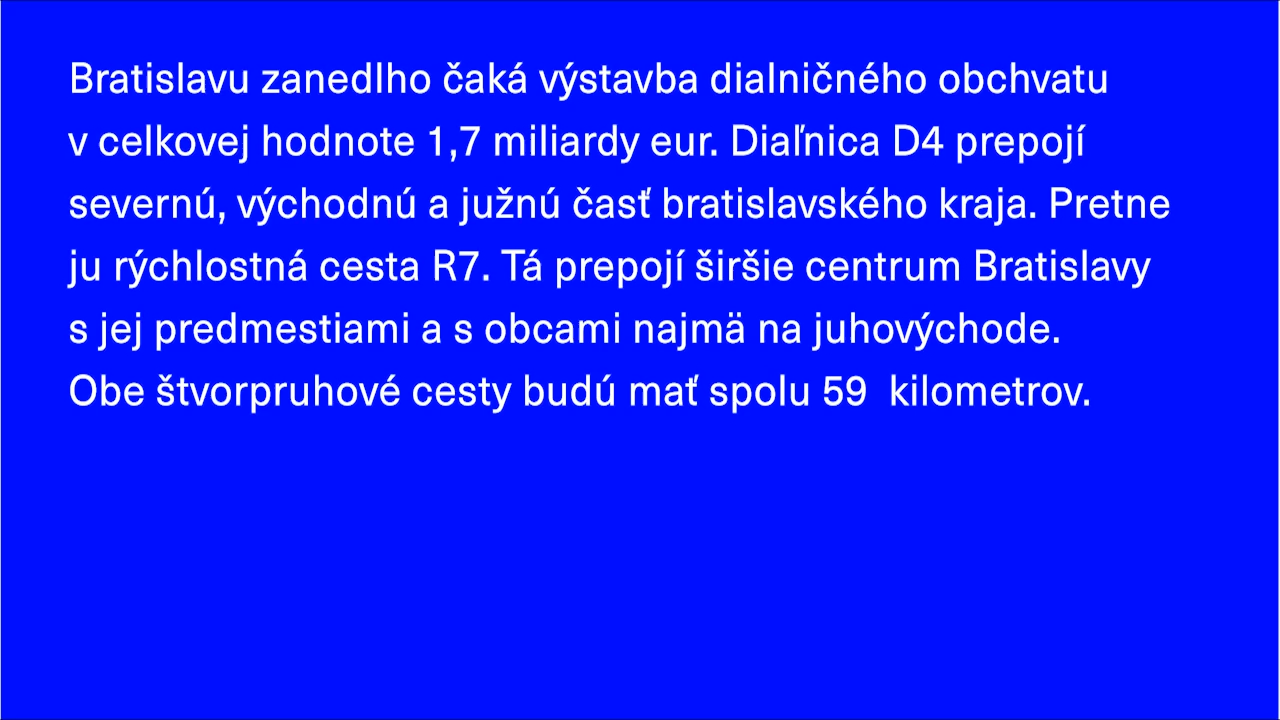 Bratislavu zanedlho čaká výstavba dialničného obchvatu
v celkovej hodnote 1,7 miliardy eur. Diaľnica D4 prepojí
severnú, východnú a južnú časť bratislavského kraja. Pretne
ju rýchlostná cesta R7. Tá prepojí širšie centrum Bratislavy
s jej predmestiami a s obcami najmä na juhovýchode.
Obe štvorpruhové cesty budú mať spolu 59  kilometrov.